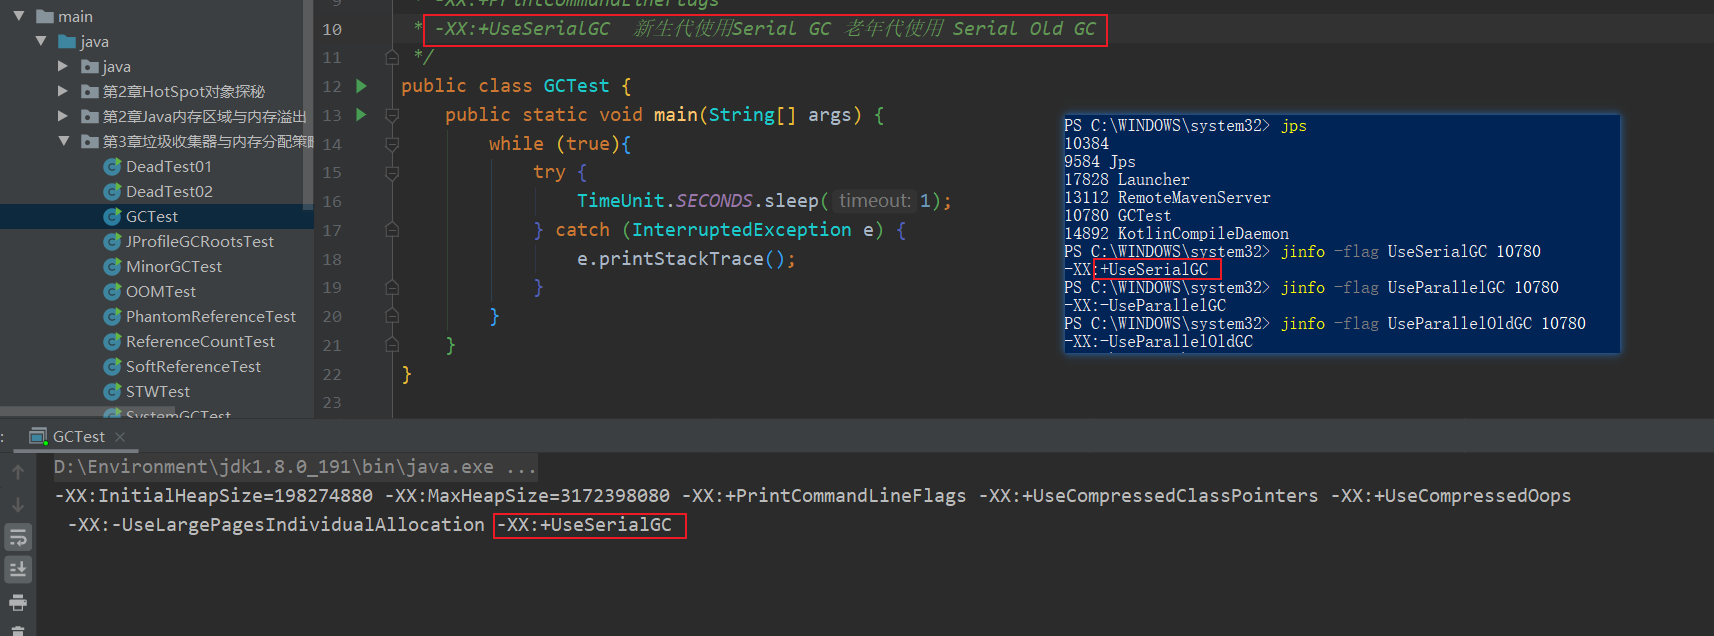 main
java
java
第2章HotSpot对象探秘
第2章Java内存区域与内存溢出
第3章垃圾收集器与内存分配策略
DeadTest01
DeadTest02
GCTest
JProfileGCRootsTest
MinorGCTest
OOMTest
PhantomReferenceTest
ReferenceCountTest
SoftReferenceTest
STWTest
SystemGCTest
9 * -XX:+PrintCommandLineFlags
10 * -XX:+UseSerialGC 新生代使用Serial GC 老年代使用 Serial Old GC
11 */
12 public class GCTest {
13 public static void main(String[] args) {
14 while (true){
15 try {
16 TimeUnit.SECONDS.sleep( timeout: 1);
17 } catch (InterruptedException e) {
18 e.printStackTrace();
19 }
20 }
21 }
22 }
23
PS C:\WINDOWS\system32> jps
10384
9584 Jps
17828 Launcher
13112 RemoteMavenServer
10780 GCTest
14892 KotlinCompileDaemon
PS C:\WINDOWS\system32> jinfo -flag UseSerialGC 10780
-XX:+UseSerialGC
PS C:\WINDOWS\system32> jinfo -flag UseParallelGC 10780
-XX:-UseParallelGC
PS C:\WINDOWS\system32> jinfo -flag UseParallelOldGC 10780
-XX:-UseParallelOldGC
: GCTest ×
D:\Environment\jdk1.8.0_191\bin\java.exe ...
-XX:InitialHeapSize=198274880 -XX:MaxHeapSize=3172398080 -XX:+PrintCommandLineFlags -XX:+UseCompressedClassPointers -XX:+UseCompressedOops
-XX:-UseLargePagesIndividualAllocation -XX:+UseSerialGC